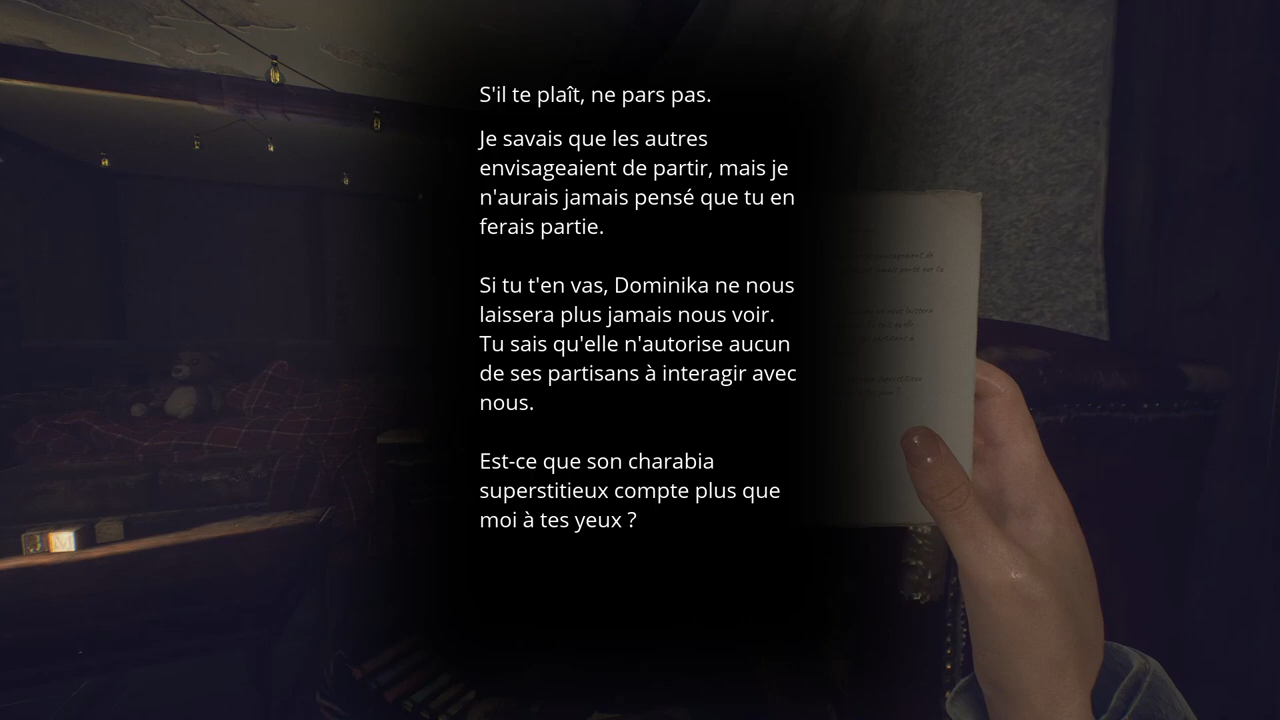 S'il te plaît, ne pars pas.
Je savais que les autres
envisageaient de partir, mais je
n'aurais jamais pensé que tu en
ferais partie.
Si tu t'en vas, Dominika ne nous
laissera plus jamais nous voir.
Tu sais qu'elle n'autorise aucun
de ses partisans à interagir avec
nous.
Est-ce que son charabia
superstitieux compte plus que
moi à tes yeux ?